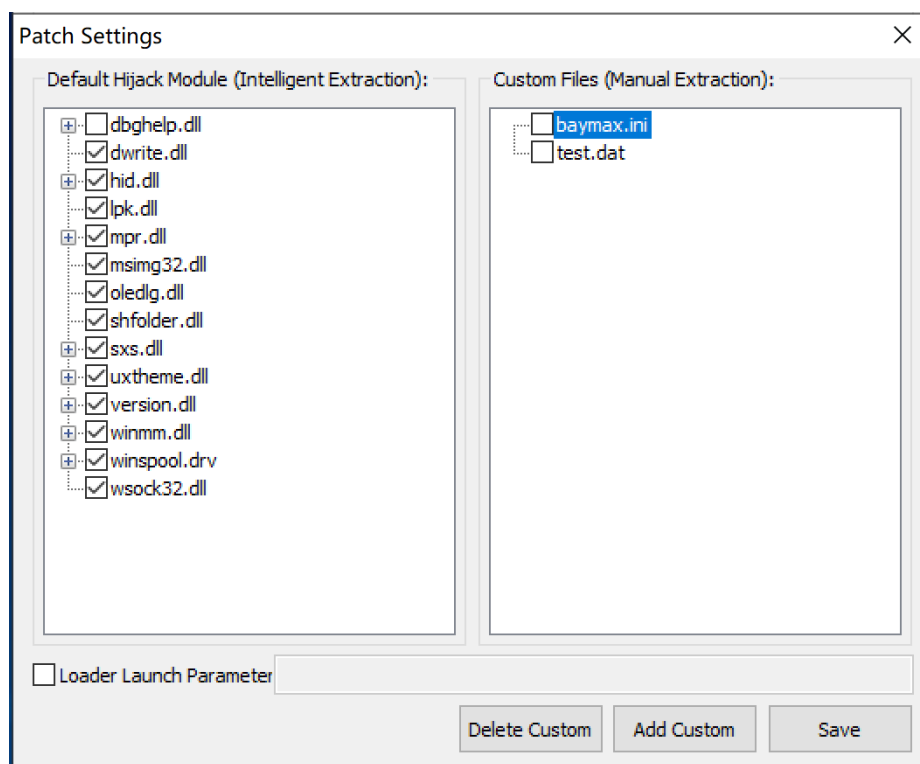 Patch Settings
Default Hijack Module (Intelligent Extraction):
dbghelp.dll
dwrite.dll
hid.dll
lpk.dll
mpr.dll
msimg32.dll
oledlg.dll
shfolder.dll
sxs.dll
uxtheme.dll
version.dll
winmm.dll
winspool.drv
wsock32.dll
Custom Files (Manual Extraction):
baymax.ini
test.dat
Loader Launch Parameter
Delete Custom
Add Custom
Save